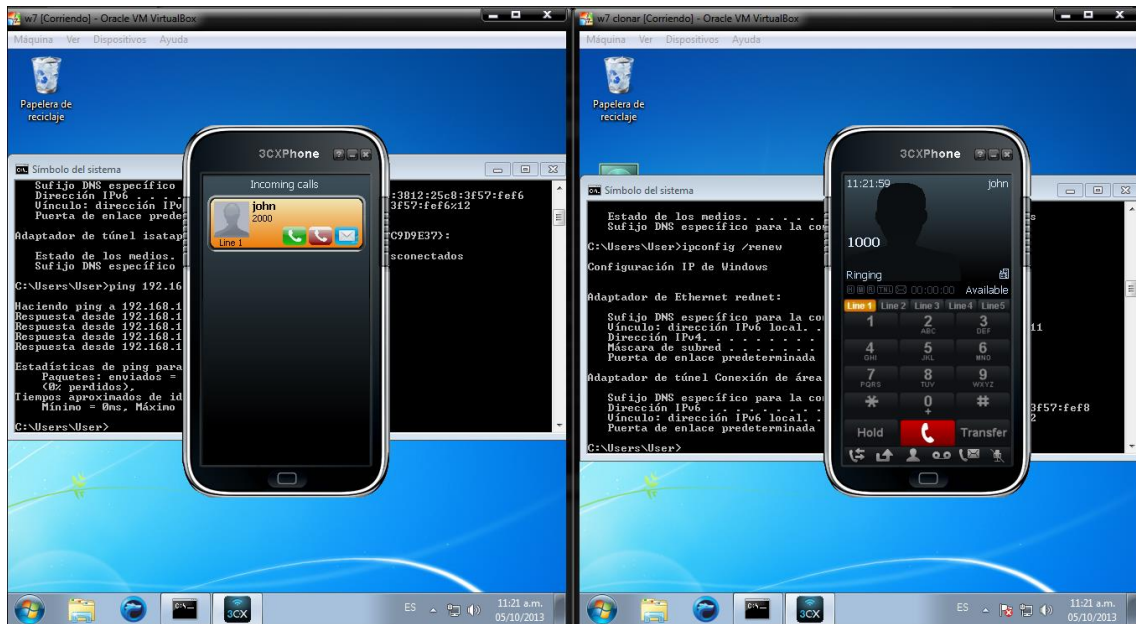 w7 [Corriendo] - Oracle VM VirtualBox
Máquina Ver Dispositivos Ayuda
Papelera de
reciclaje
Símbolo del sistema
Sufijo DNS específico
Dirección IPv6 . . . . :3812:25c8:3f57:fef6
Vínculo: dirección IPv 3f57:fef6%12
Puerta de enlace prede
Adaptador de túnel isatap C9D9E37}:
Estado de los medios. sconectados
Sufijo DNS específico
C:\Users\User>ping 192.16
Haciendo ping a 192.168.1
Respuesta desde 192.168.1
Respuesta desde 192.168.1
Respuesta desde 192.168.1
Respuesta desde 192.168.1
Estadísticas de ping para
Paquetes: enviados =
(0% perdidos),
Tiempos aproximados de id
Mínimo = 0ms, Máximo
C:\Users\User>
3CXPhone
Incoming calls
john
2000
Line 1
3CX
ES 11:21 a.m.
05/10/2013
w7 clonar [Corriendo] - Oracle VM VirtualBox
Máquina Ver Dispositivos Ayuda
Papelera de
reciclaje
Símbolo del sistema
Estado de los medios. . . . . . s
Sufijo DNS específico para la co
C:\Users\User>ipconfig /renew
Configuración IP de Windows
Adaptador de Ethernet rednet:
Sufijo DNS específico para la co
Vínculo: dirección IPv6 local. . 11
Dirección IPv4. . . . . . . . .
Máscara de subred . . . . . . .
Puerta de enlace predeterminada
Adaptador de túnel Conexión de área
Sufijo DNS específico para la co
Dirección IPv6 . . . . . . . . . 3f57:fef8
Vínculo: dirección IPv6 local. . 2
Puerta de enlace predeterminada
C:\Users\User>
3CXPhone
11:21:59 john
1000
Ringing
00:00:00 Available
Line 1 Line 2 Line 3 Line4 Line5
1 2 3
ABC DEF
4 5 6
GHI JKL MNO
7 8 9
PQRS TUV WXYZ
* 0 #
+
Hold Transfer
3CX
ES 11:21 a.m.
05/10/2013